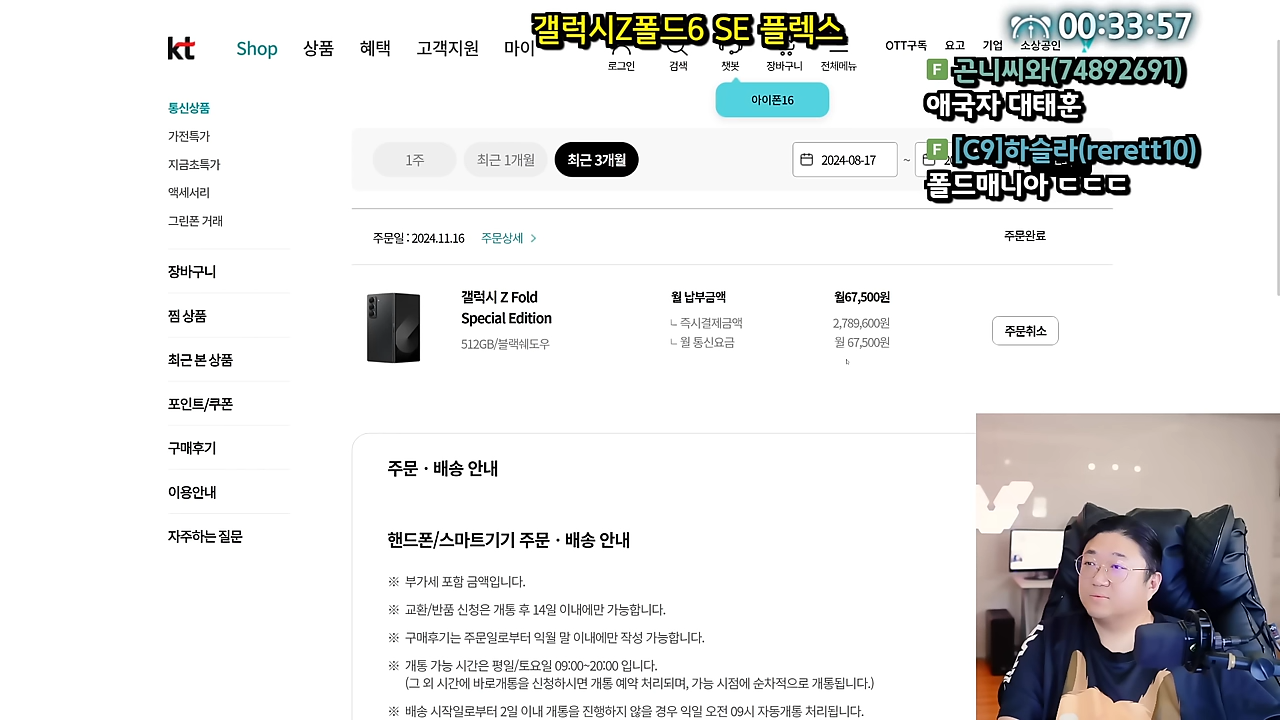 갤럭시Z폴드6 SE 플렉스
00:33:57
kt
Shop 상품 혜택 고객지원 마이
로그인 검색 챗봇 장바구니 전체메뉴
OTT구독 요고 기업 소상공인
F 곤니찌와(74892691)
애국자 대태훈
F [C9]하슬라(rerett10)
폴드매니아 ㄷㄷㄷ
아이폰16
통신상품
가전특가
지금초특가
액세서리
그린폰 거래
장바구니
찜 상품
최근 본 상품
포인트/쿠폰
구매후기
이용안내
자주하는 질문
1주 최근 1개월 최근 3개월 2024-08-17 ~
주문일 : 2024.11.16 주문상세 > 주문완료
갤럭시 Z Fold
Special Edition
512GB/블랙쉐도우
월 납부금액 월67,500원
ㄴ 즉시결제금액 2,789,600원
ㄴ 월 통신요금 월 67,500원
주문취소
주문 · 배송 안내
핸드폰/스마트기기 주문 · 배송 안내
※ 부가세 포함 금액입니다.
※ 교환/반품 신청은 개통 후 14일 이내에만 가능합니다.
※ 구매후기는 주문일로부터 익월 말 이내에만 작성 가능합니다.
※ 개통 가능 시간은 평일/토요일 09:00~20:00 입니다.
(그 외 시간에 바로개통을 신청하시면 개통 예약 처리되며, 가능 시점에 순차적으로 개통됩니다.)
※ 배송 시작일로부터 2일 이내 개통을 진행하지 않을 경우 익일 오전 09시 자동개통 처리됩니다.